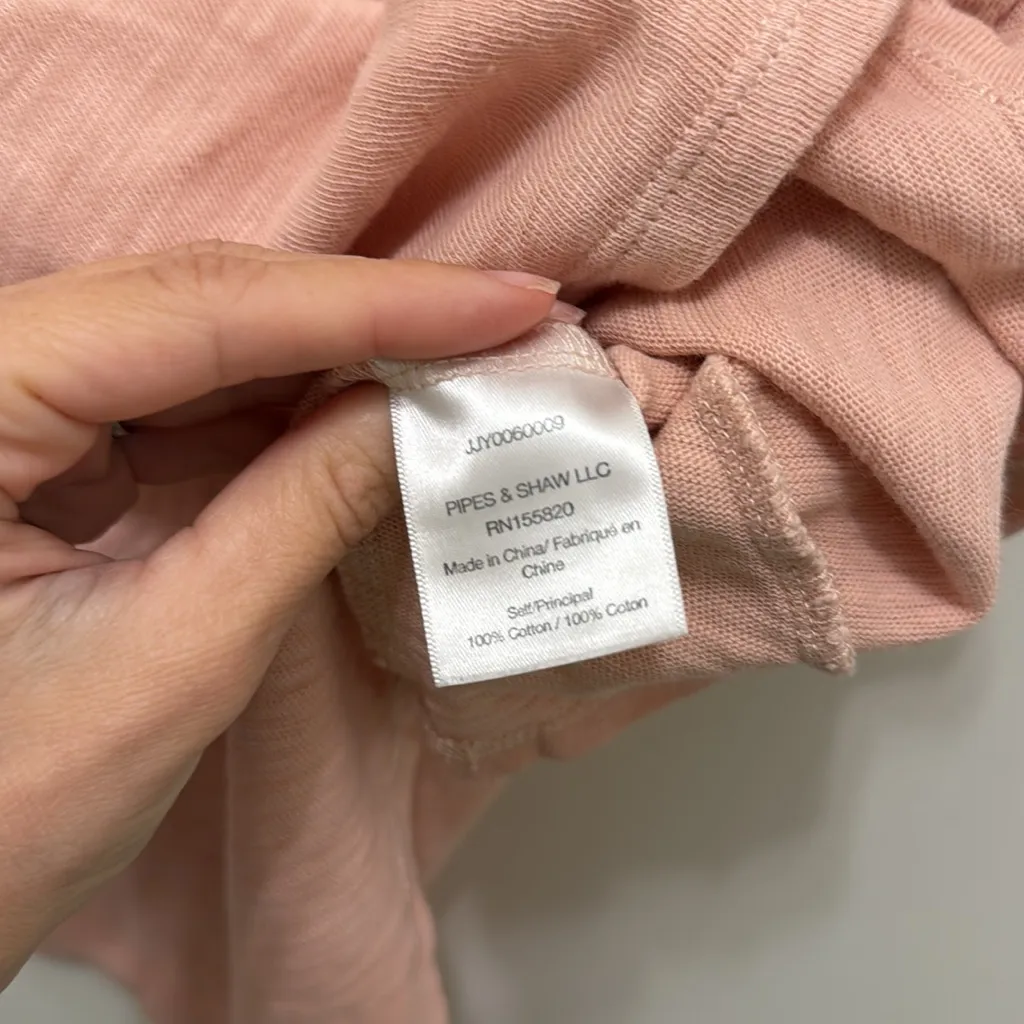 JJY0060009
PIPES & SHAW LLC
RN155820
Made in China/ Fabriqué en
Chine
Self/Principal
100% Cotton / 100% Coton